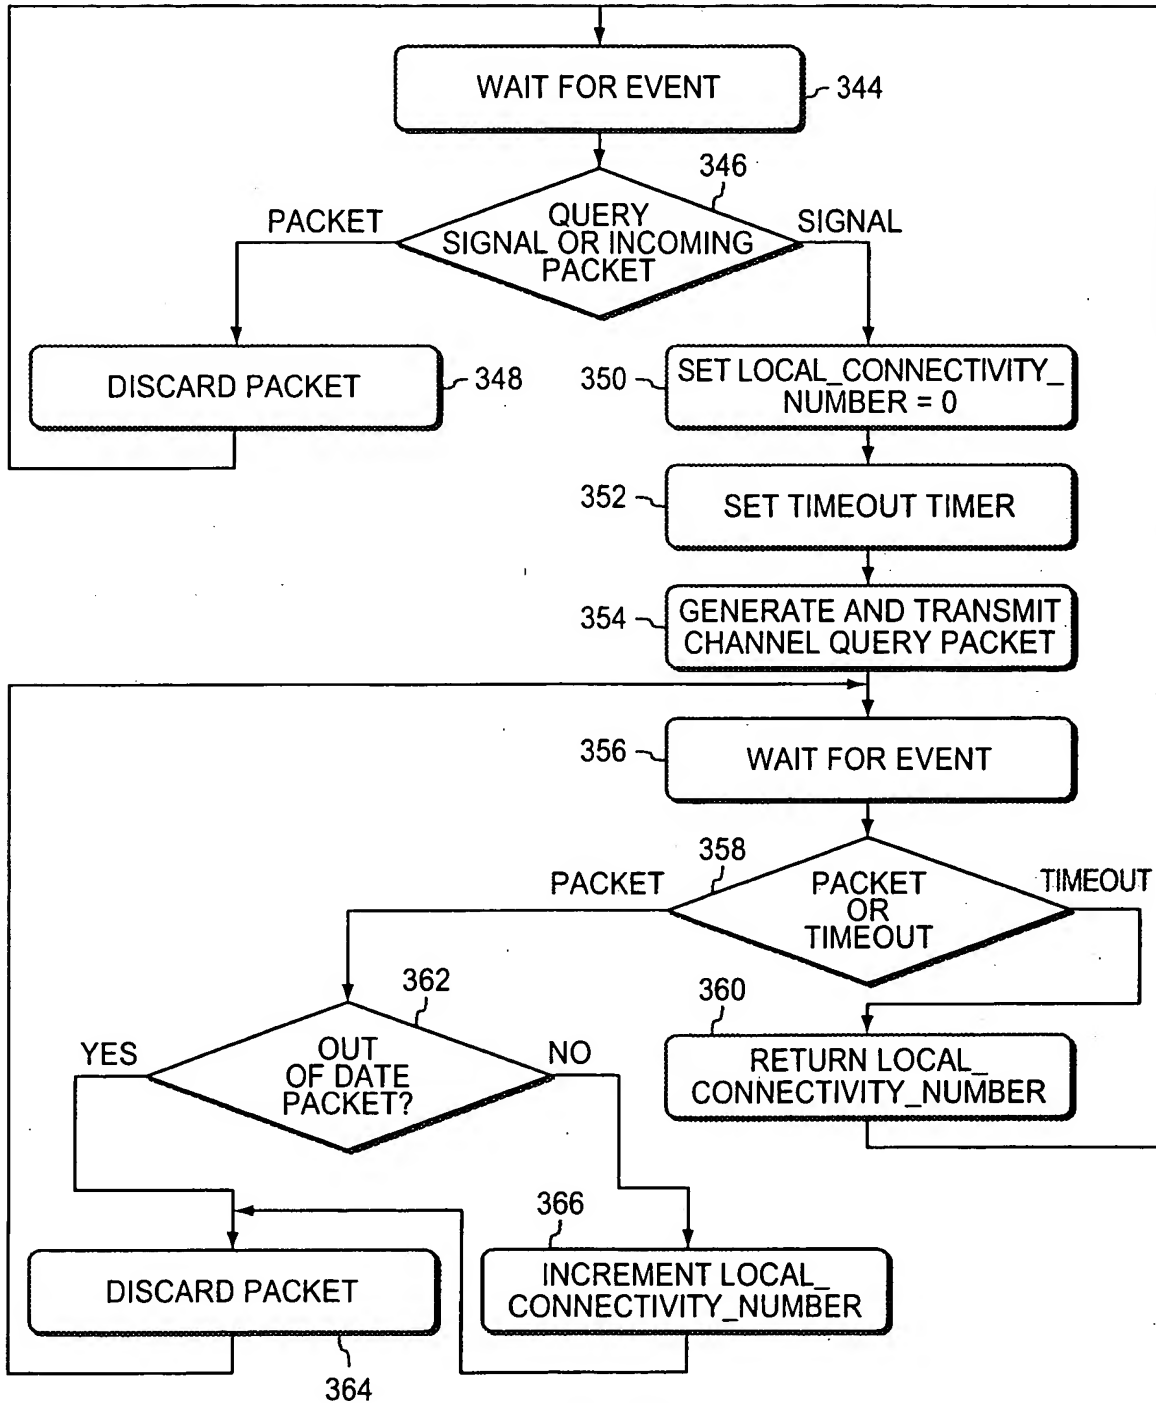 WAIT FOR EVENT
344
346
PACKET
QUERY
SIGNAL OR INCOMING
PACKET
SIGNAL
DISCARD PACKET
348
350
SET LOCAL_CONNECTIVITY_
NUMBER = 0
352
SET TIMEOUT TIMER
354
GENERATE AND TRANSMIT
CHANNEL QUERY PACKET
356
WAIT FOR EVENT
358
PACKET
PACKET
OR
TIMEOUT
TIMEOUT
362
360
YES
OUT
OF DATE
PACKET?
NO
RETURN LOCAL_
CONNECTIVITY_NUMBER
366
DISCARD PACKET
INCREMENT LOCAL_
CONNECTIVITY_NUMBER
364